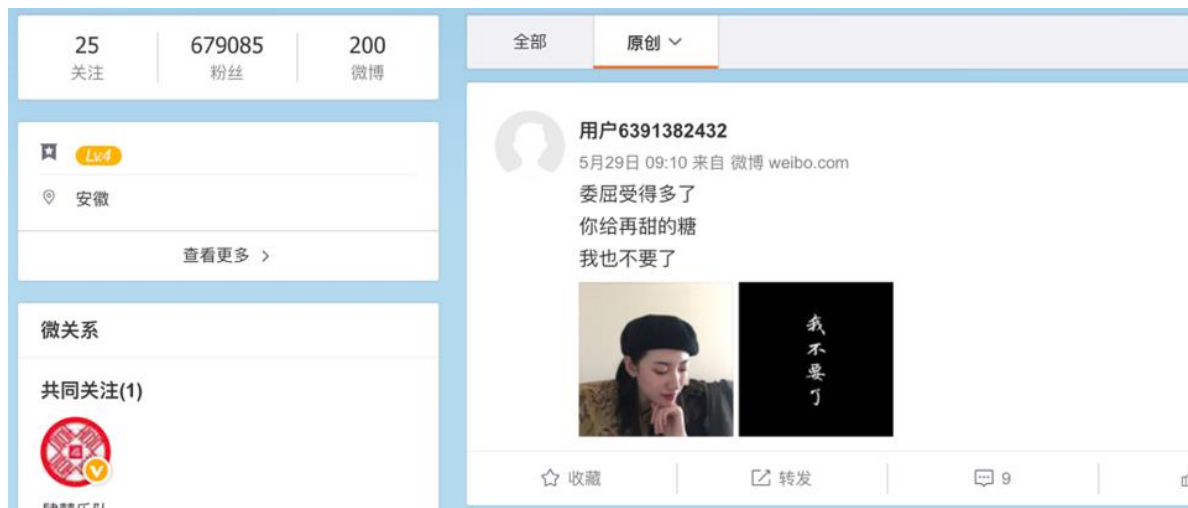 25
679085
200
关注
粉丝
微博
Lv.4
安徽
查看更多
微关系
共同关注(1)
全部
原创
用户6391382432
5月29日 09:10 来自 微博 weibo.com
委屈受得多了
你给再甜的糖
我也不要了
我不要了
收藏
转发
9